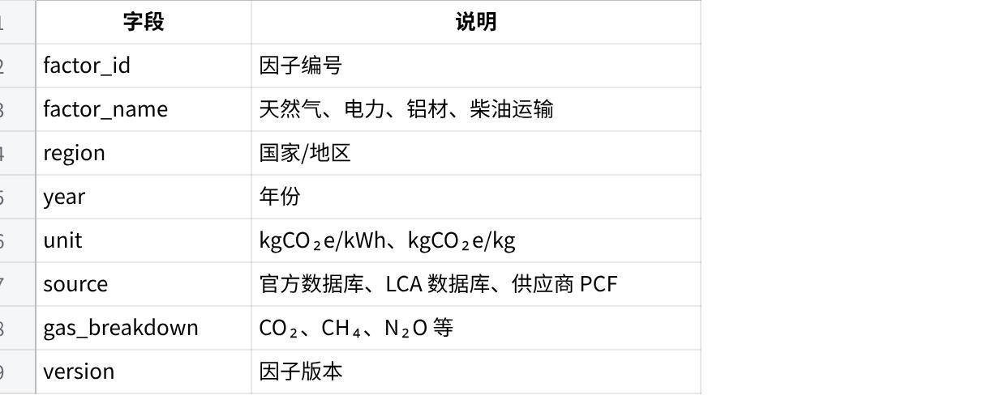 字段 说明
factor_id 因子编号
factor_name 天然气、电力、铝材、柴油运输
region 国家/地区
year 年份
unit kgCO₂e/kWh、kgCO₂e/kg
source 官方数据库、LCA 数据库、供应商 PCF
gas_breakdown CO₂、CH₄、N₂O 等
version 因子版本